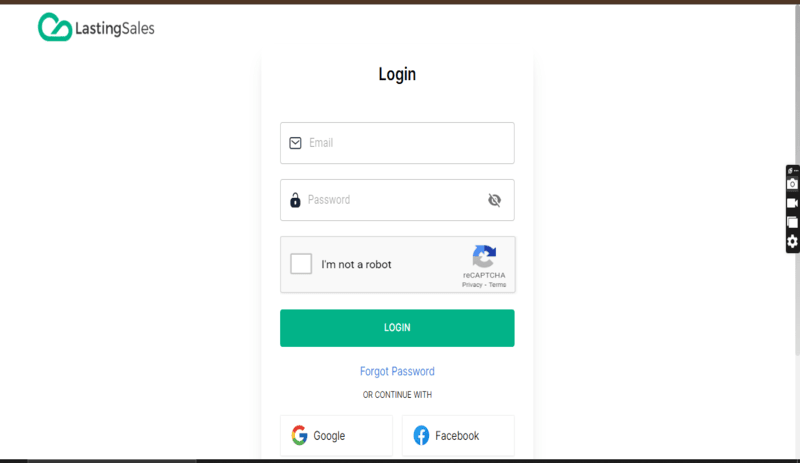 LastingSales
Login
Email
Password
I'm not a robot
reCAPTCHA
Privacy - Terms
LOGIN
Forgot Password
OR CONTINUE WITH
Google
Facebook